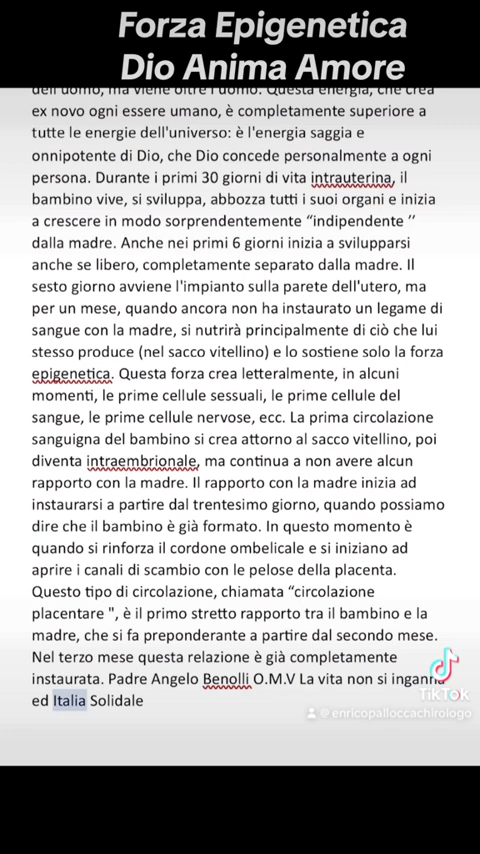 Forza Epigenetica
Dio Anima Amore
dell'uomo, ma viene oltre l'uomo. Questa energia, che crea
ex novo ogni essere umano, è completamente superiore a
tutte le energie dell'universo: è l'energia saggia e
onnipotente di Dio, che Dio concede personalmente a ogni
persona. Durante i primi 30 giorni di vita intrauterina, il
bambino vive, si sviluppa, abbozza tutti i suoi organi e inizia
a crescere in modo sorprendentemente “indipendente ’’
dalla madre. Anche nei primi 6 giorni inizia a svilupparsi
anche se libero, completamente separato dalla madre. Il
sesto giorno avviene l'impianto sulla parete dell'utero, ma
per un mese, quando ancora non ha instaurato un legame di
sangue con la madre, si nutrirà principalmente di ciò che lui
stesso produce (nel sacco vitellino) e lo sostiene solo la forza
epigenetica. Questa forza crea letteralmente, in alcuni
momenti, le prime cellule sessuali, le prime cellule del
sangue, le prime cellule nervose, ecc. La prima circolazione
sanguigna del bambino si crea attorno al sacco vitellino, poi
diventa intraembrionale, ma continua a non avere alcun
rapporto con la madre. Il rapporto con la madre inizia ad
instaurarsi a partire dal trentesimo giorno, quando possiamo
dire che il bambino è già formato. In questo momento è
quando si rinforza il cordone ombelicale e si iniziano ad
aprire i canali di scambio con le pelose della placenta.
Questo tipo di circolazione, chiamata “circolazione
placentare ", è il primo stretto rapporto tra il bambino e la
madre, che si fa preponderante a partire dal secondo mese.
Nel terzo mese questa relazione è già completamente
instaurata. Padre Angelo Benolli O.M.V La vita non si inganna
ed Italia Solidale
TikTok
@enricopalloccachirologo